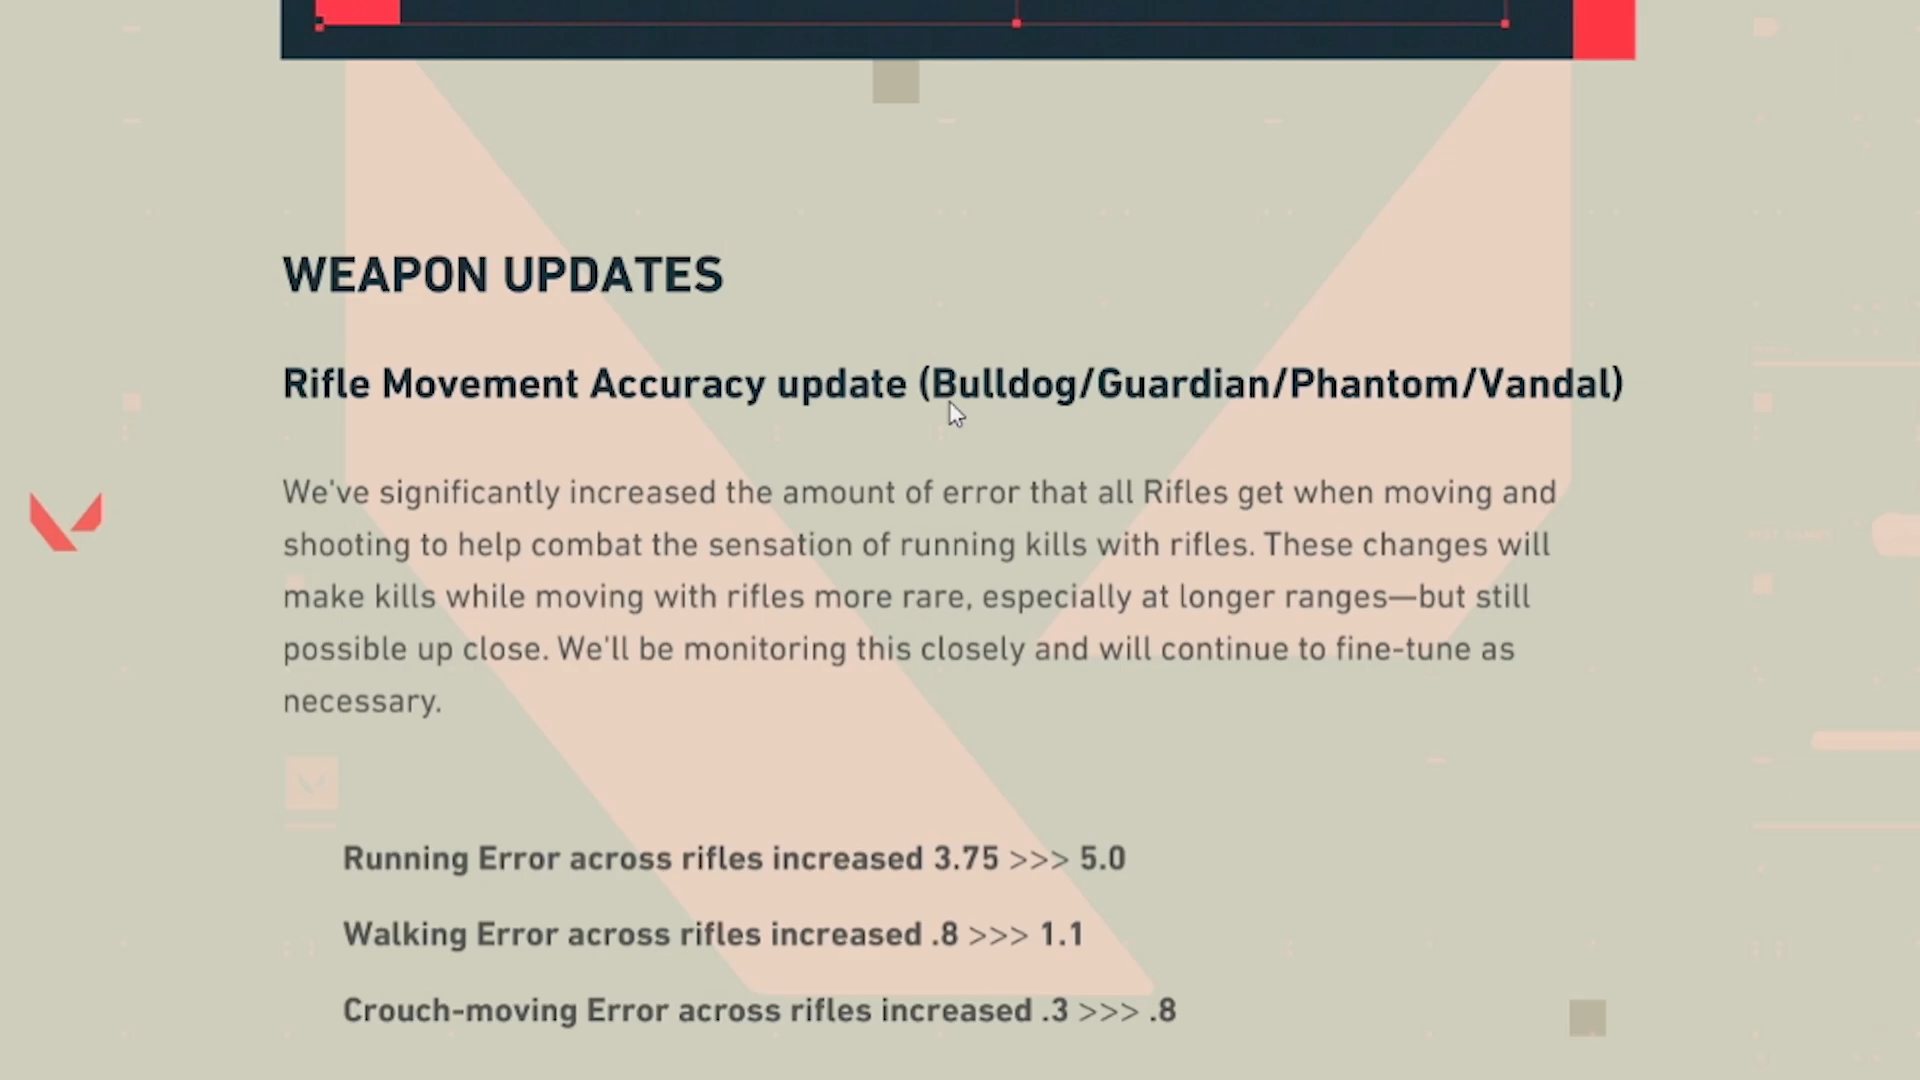 WEAPON UPDATES
Rifle Movement Accuracy update (Bulldog/Guardian/Phantom/Vandal)
We've significantly increased the amount of error that all Rifles get when moving and
shooting to help combat the sensation of running kills with rifles. These changes will
make kills while moving with rifles more rare, especially at longer ranges—but still
possible up close. We'll be monitoring this closely and will continue to fine-tune as
necessary.
Running Error across rifles increased 3.75 >>> 5.0
Walking Error across rifles increased .8 >>> 1.1
Crouch-moving Error across rifles increased .3 >>> .8